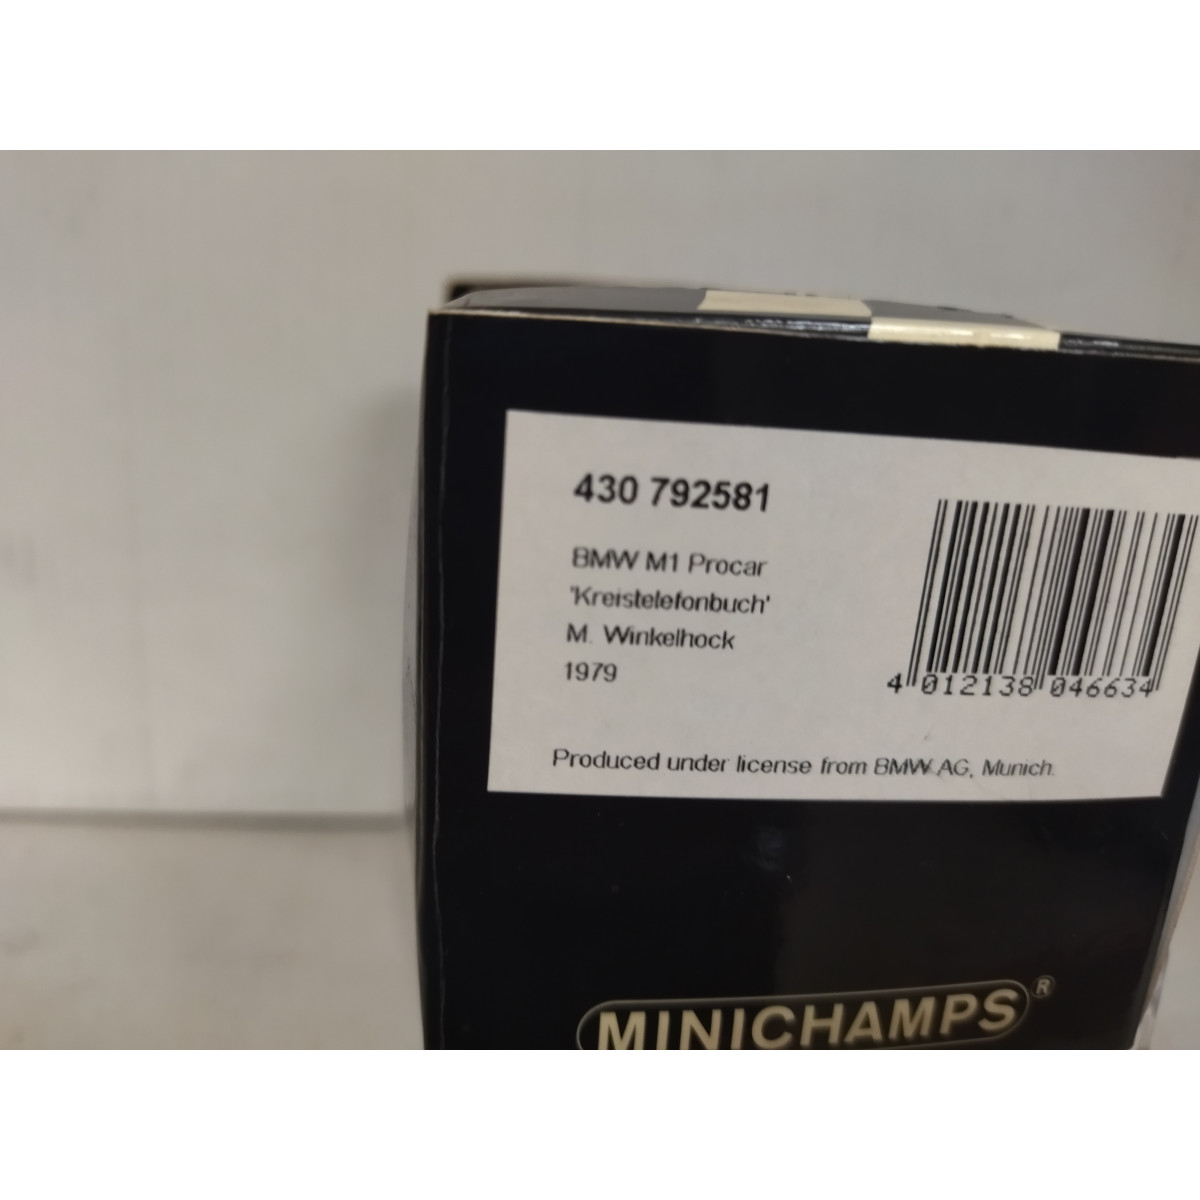 430 792581
BMW M1 Procar
'Kreistelefonbuch'
M. Winkelhock
1979
4 012138 046634
Produced under license from BMW AG, Munich.
MINICHAMPS®